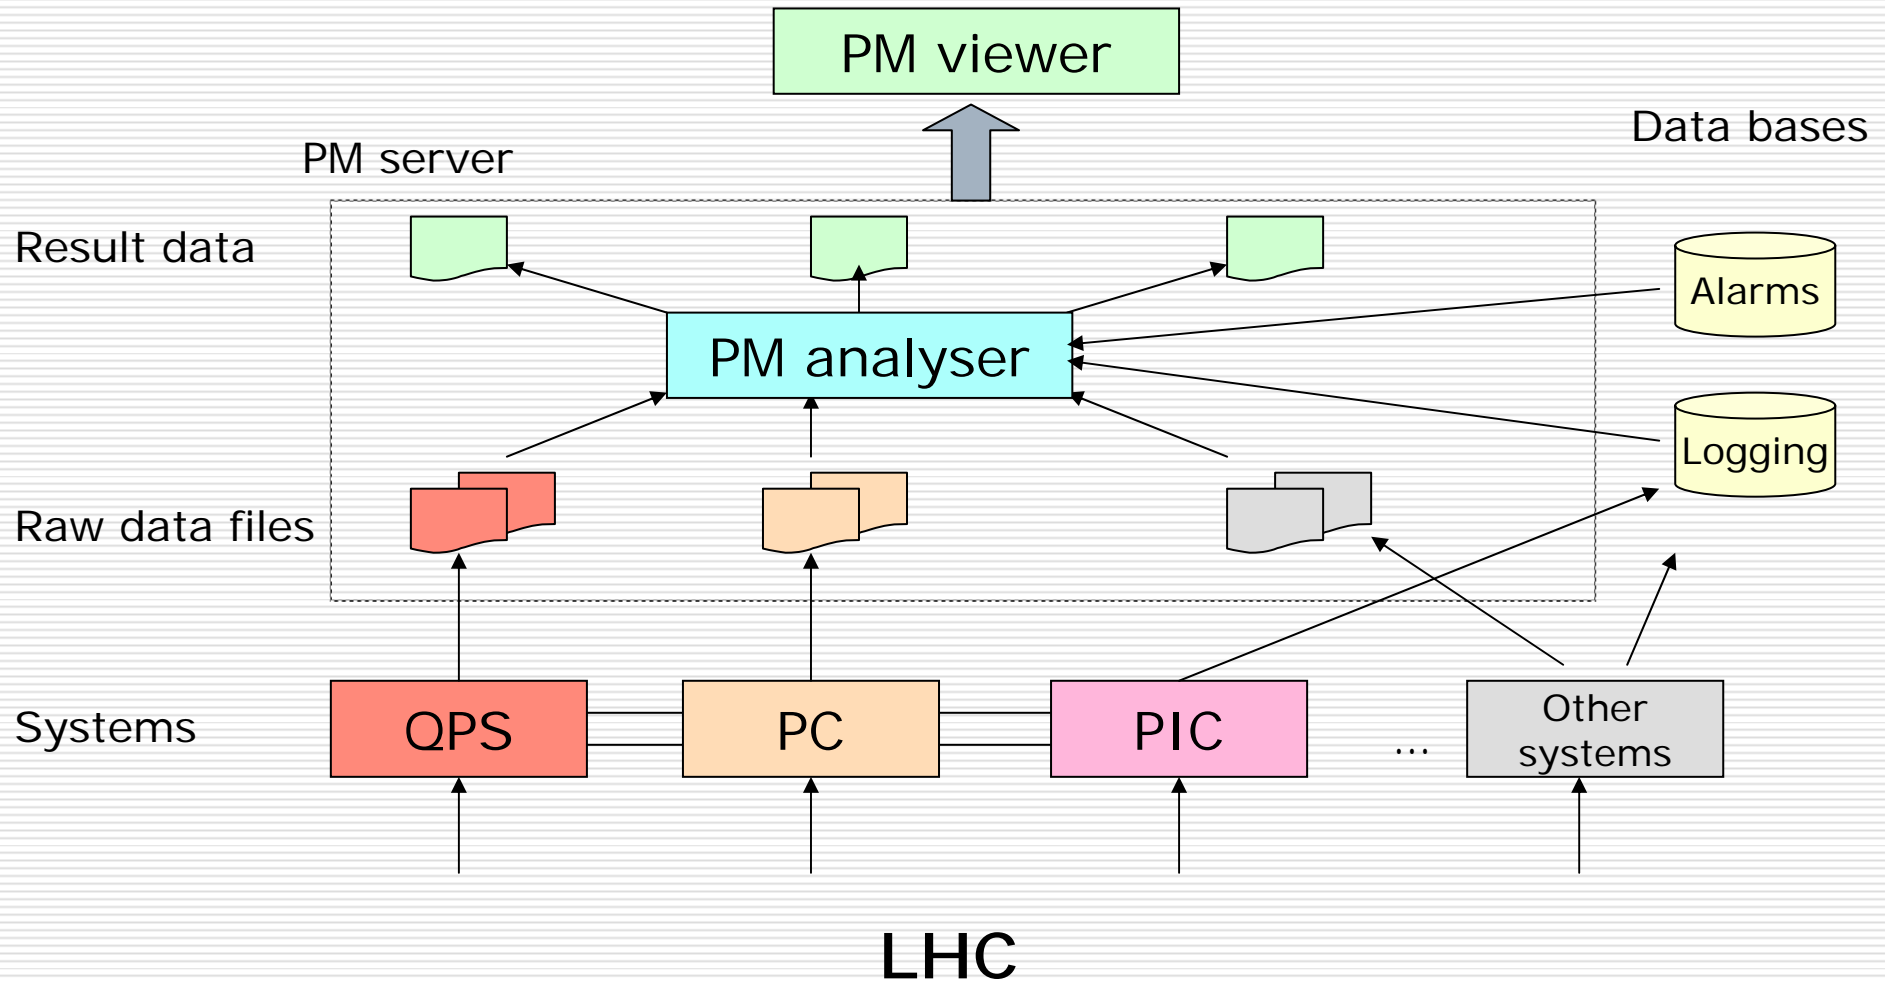 PM viewer
Data bases
PM server
Result data
Alarms
PM analyser
Logging
Raw data files
Systems
QPS
PC
PIC
...
Other
systems
LHC